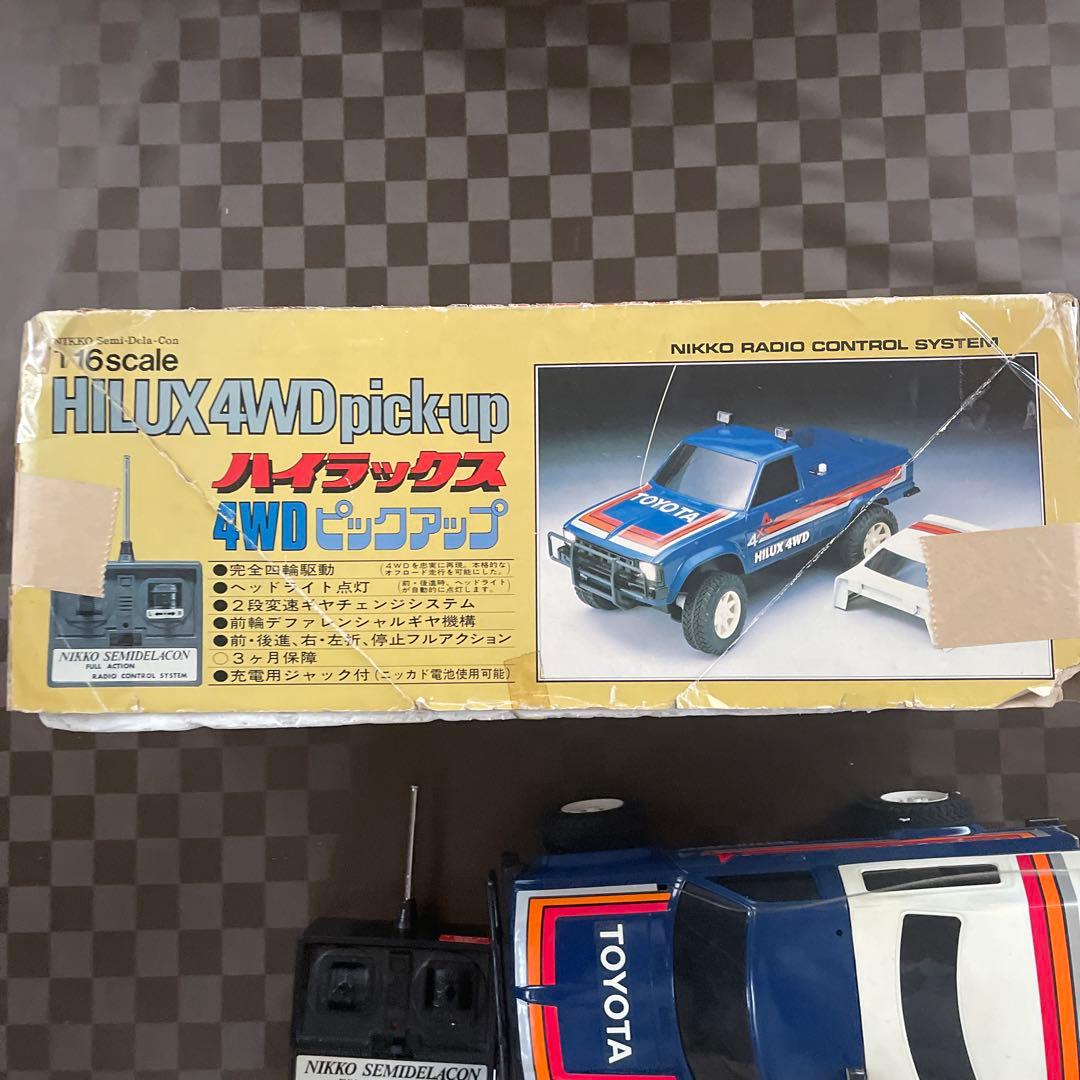 NIKKO Semi-Dela-Con
1/16 scale
HILUX 4WD pick-up
ハイラックス
4WD ピックアップ
●完全四輪駆動 (4WDを忠実に再現。本格的なオフロード走行を可能にした。)
●ヘッドライト点灯 (前・後進時、ヘッドライトが自動的に点灯します。)
●2段変速ギヤチェンジシステム
●前輪デファレンシャルギヤ機構
●前・後進、右・左折、停止フルアクション
○3ヶ月保障
●充電用ジャック付(ニッカド電池使用可能)
NIKKO SEMIDELACON
FULL ACTION
RADIO CONTROL SYSTEM
NIKKO RADIO CONTROL SYSTEM
TOYOTA
4x4
HILUX 4WD
TOYOTA
NIKKO SEMIDELACON